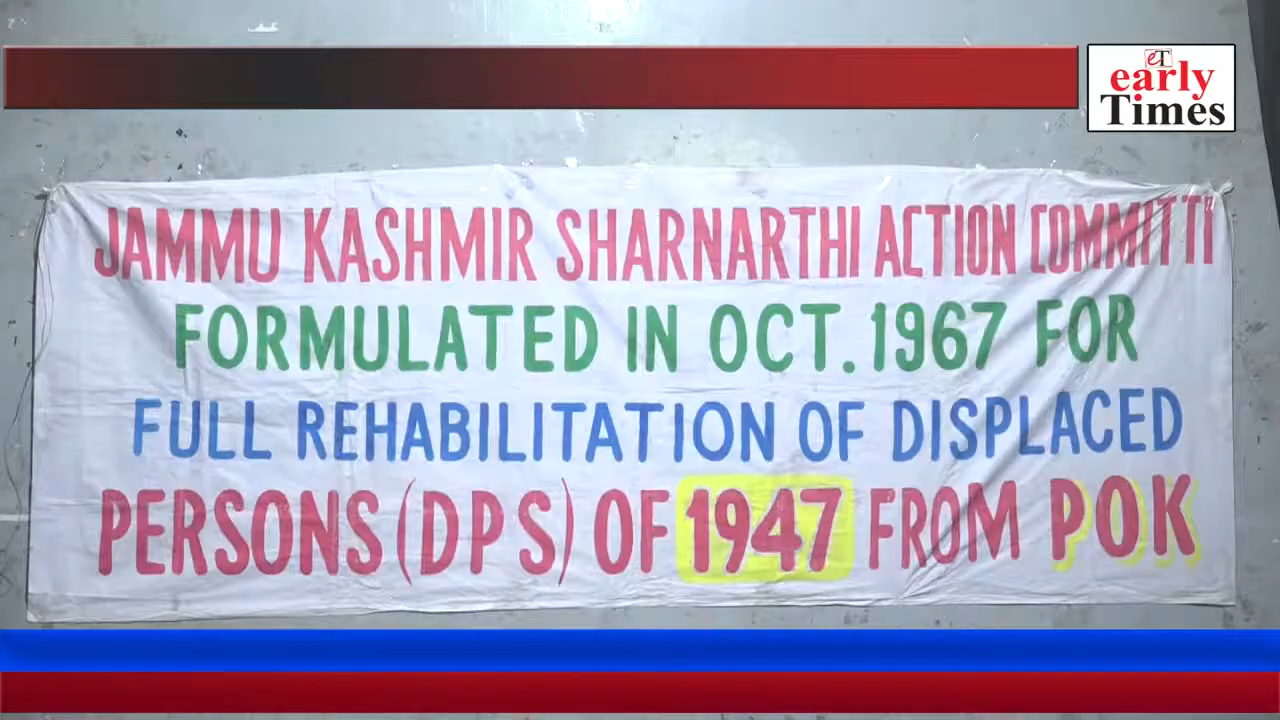 eT
early
Times
JAMMU KASHMIR SHARNARTHI ACTION COMMITTI
FORMULATED IN OCT. 1967 FOR
FULL REHABILITATION OF DISPLACED
PERSONS (DPS) OF 1947 FROM POK